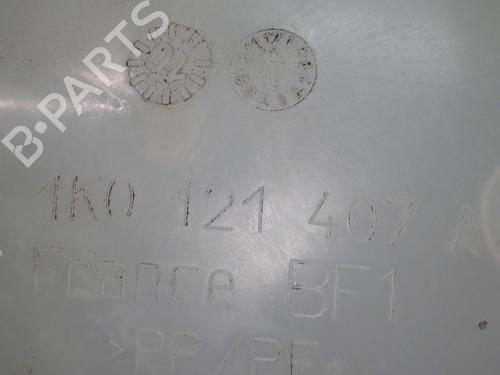 B-PARTS
1K0 121 407 A
France BF1
>PP/PE<